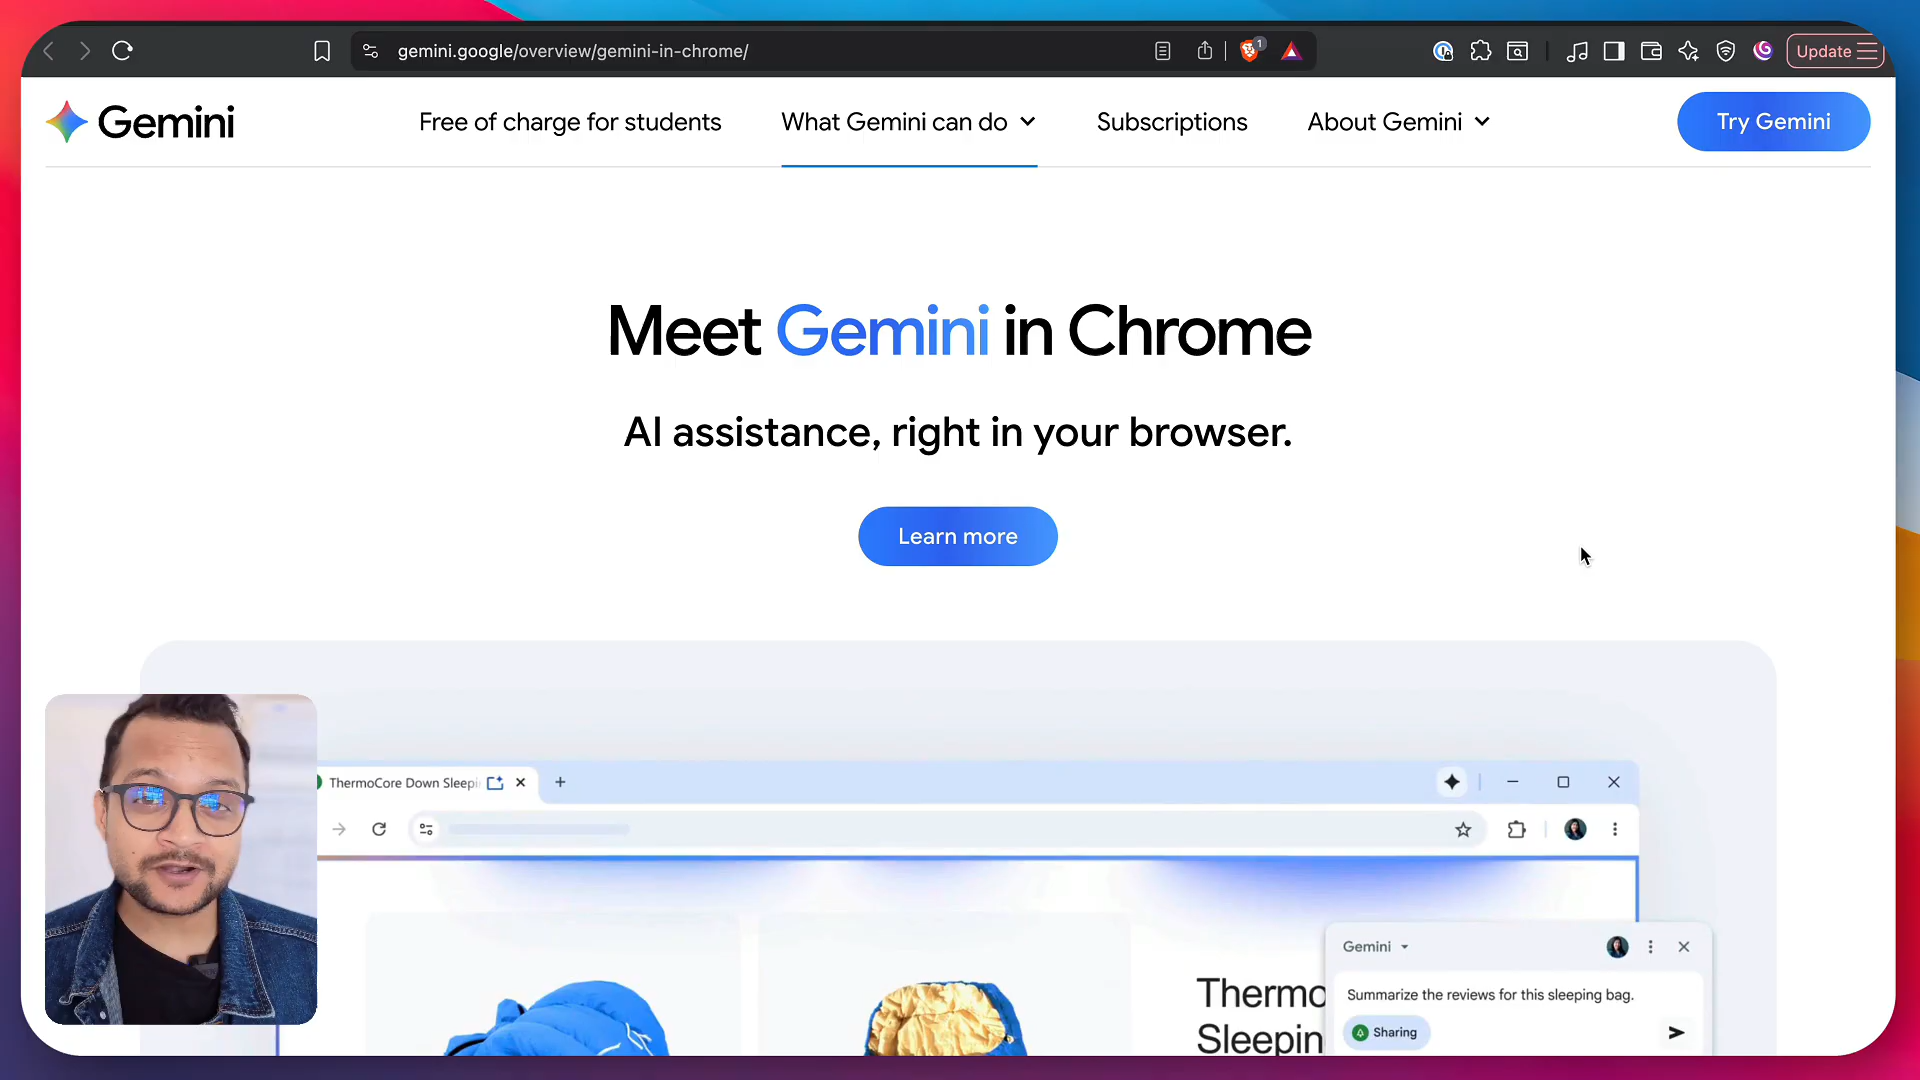 gemini.google/overview/gemini-in-chrome/
1
Update
Gemini
Free of charge for students
What Gemini can do
Subscriptions
About Gemini
Try Gemini
Meet Gemini in Chrome
AI assistance, right in your browser.
Learn more
ThermoCore Down Sleepi
Gemini
Summarize the reviews for this sleeping bag.
Sharing
Thermo
Sleepin